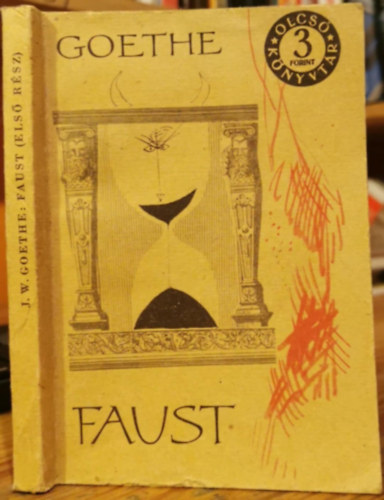 GOETHE
OLCSÓ
3
FORINT
KÖNYVTÁR
J. W. GOETHE: FAUST (ELSŐ RÉSZ)
FAUST